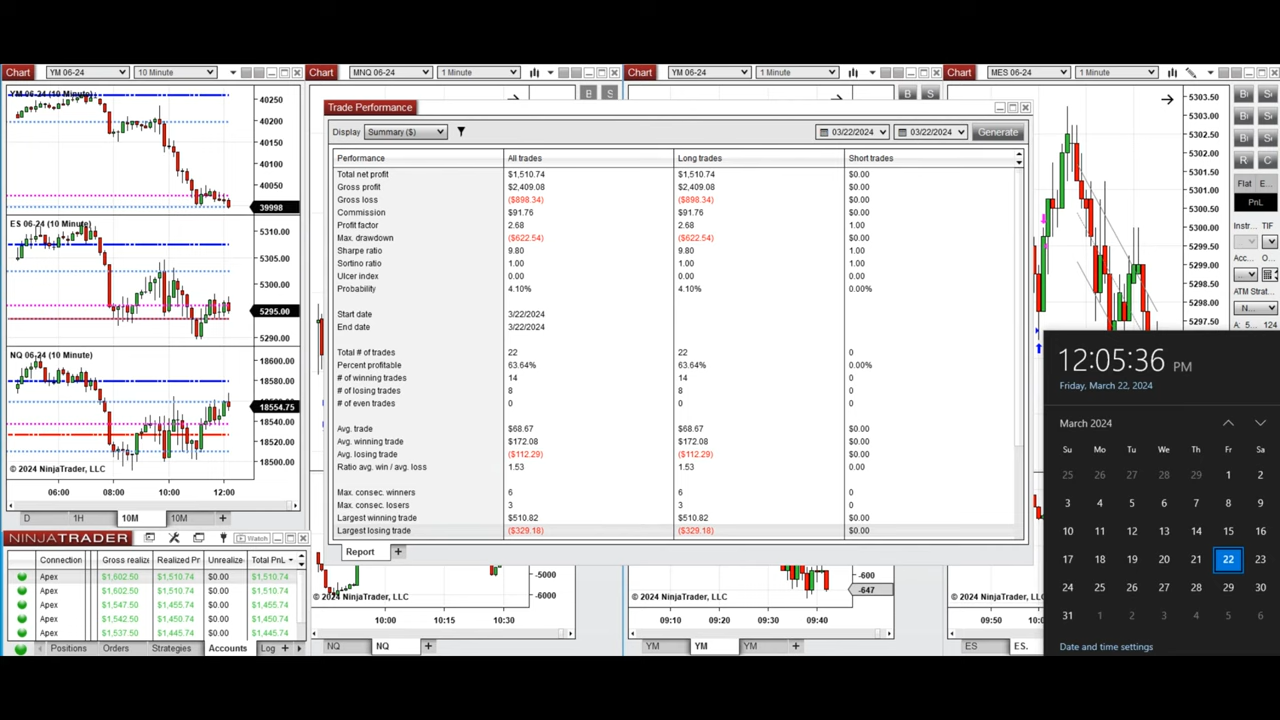 Chart YM 06-24 10 Minute
YM 06-24 (10 Minute)
40250
40200
40150
40100
40050
39998
ES 06-24 (10 Minute)
5310.00
5305.00
5300.00
5295.00
5290.00
NQ 06-24 (10 Minute)
18600.00
18580.00
18554.75
18540.00
18520.00
18500.00
© 2024 NinjaTrader, LLC
06:00 08:00 10:00 12:00
D 1H 10M 10M +
NINJATRADER Watch
Connection Gross realiz Realized Pr Unrealize Total PnL
Apex $1,602.50 $1,510.74 $0.00 $1,510.74
Apex $1,602.50 $1,510.74 $0.00 $1,510.74
Apex $1,547.50 $1,455.74 $0.00 $1,455.74
Apex $1,542.50 $1,450.74 $0.00 $1,450.74
Apex $1,537.50 $1,445.74 $0.00 $1,445.74
Positions Orders Strategies Accounts Log +
Chart MNQ 06-24 1 Minute
B S
Trade Performance
Display Summary ($) 03/22/2024 03/22/2024 Generate
Performance All trades Long trades Short trades
Total net profit $1,510.74 $1,510.74 $0.00
Gross profit $2,409.08 $2,409.08 $0.00
Gross loss ($898.34) ($898.34) $0.00
Commission $91.76 $91.76 $0.00
Profit factor 2.68 2.68 1.00
Max. drawdown ($622.54) ($622.54) $0.00
Sharpe ratio 9.80 9.80 1.00
Sortino ratio 1.00 1.00 1.00
Ulcer index 0.00 0.00 0.00
Probability 4.10% 4.10% 0.00%
Start date 3/22/2024
End date 3/22/2024
Total # of trades 22 22 0
Percent profitable 63.64% 63.64% 0.00%
# of winning trades 14 14 0
# of losing trades 8 8 0
# of even trades 0 0 0
Avg. trade $68.67 $68.67 $0.00
Avg. winning trade $172.08 $172.08 $0.00
Avg. losing trade ($112.29) ($112.29) $0.00
Ratio avg. win / avg. loss 1.53 1.53 0.00
Max. consec. winners 6 6 0
Max. consec. losers 3 3 0
Largest winning trade $510.82 $510.82 $0.00
Largest losing trade ($329.18) ($329.18) $0.00
Report +
-5000
-6000
© 2024 NinjaTrader, LLC
10:00 10:15 10:30
NQ NQ +
Chart YM 06-24 1 Minute
B S
-600
-647
© 2024 NinjaTrader, LLC
09:10 09:20 09:30 09:40
YM YM YM +
Chart MES 06-24 1 Minute
5303.50
5303.00
5302.50
5302.00
5301.50
5301.00
5300.50
5300.00
5299.50
5299.00
5298.50
5298.00
5297.50
Flat E...
PnL
Instr... TIF
Acc... O...
ATM Strat...
N...
A: 5... 124
© 2024 NinjaTrader, LLC
09:50
ES ES.
12:05:36 PM
Friday, March 22, 2024
March 2024
Su Mo Tu We Th Fr Sa
25 26 27 28 29 1 2
3 4 5 6 7 8 9
10 11 12 13 14 15 16
17 18 19 20 21 22 23
24 25 26 27 28 29 30
31 1 2 3 4 5 6
Date and time settings